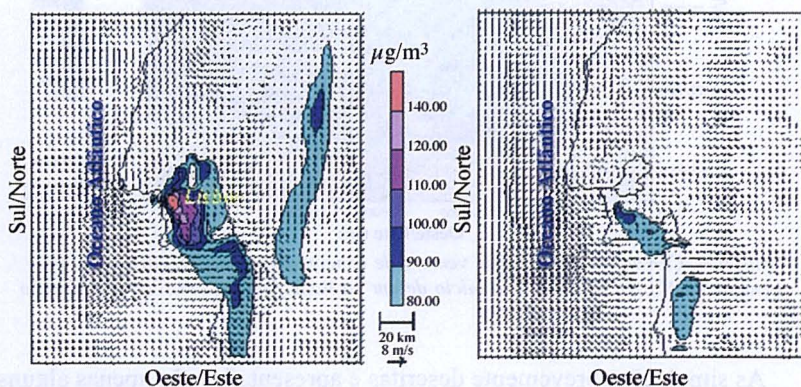 Oceano Atlântico
Sul/Norte
Oeste/Este
µg/m³
140.00
120.00
110.00
100.00
90.00
80.00
20 km
8 m/s
Oceano Atlântico
Sul/Norte
Oeste/Este